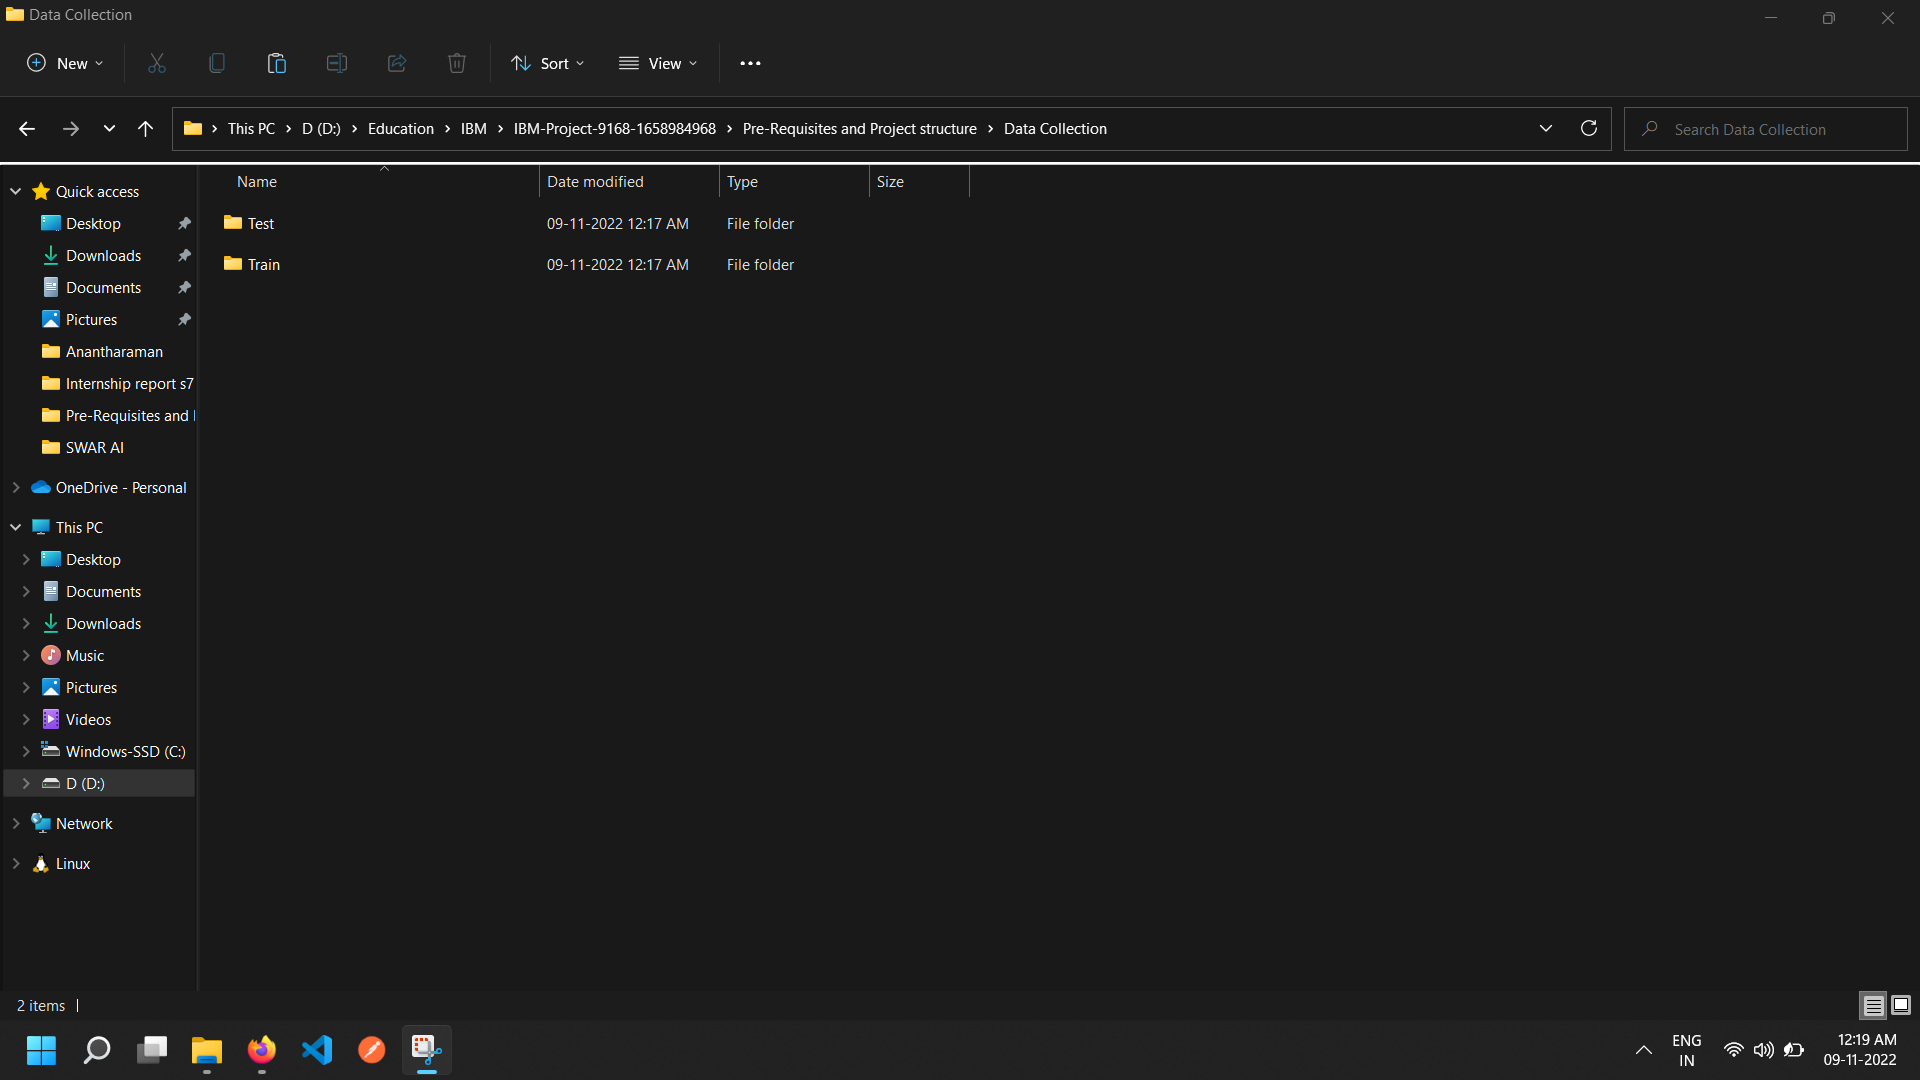 Data Collection
New
Sort
View
This PC
D (D:)
Education
IBM
IBM-Project-9168-1658984968
Pre-Requisites and Project structure
Data Collection
Search Data Collection
Name
Date modified
Type
Size
Test
09-11-2022 12:17 AM
File folder
Train
09-11-2022 12:17 AM
File folder
Quick access
Desktop
Downloads
Documents
Pictures
Anantharaman
Internship report s7
Pre-Requisites and
SWAR AI
OneDrive - Personal
This PC
Desktop
Documents
Downloads
Music
Pictures
Videos
Windows-SSD (C:)
D (D:)
Network
Linux
2 items
ENG
IN
12:19 AM
09-11-2022